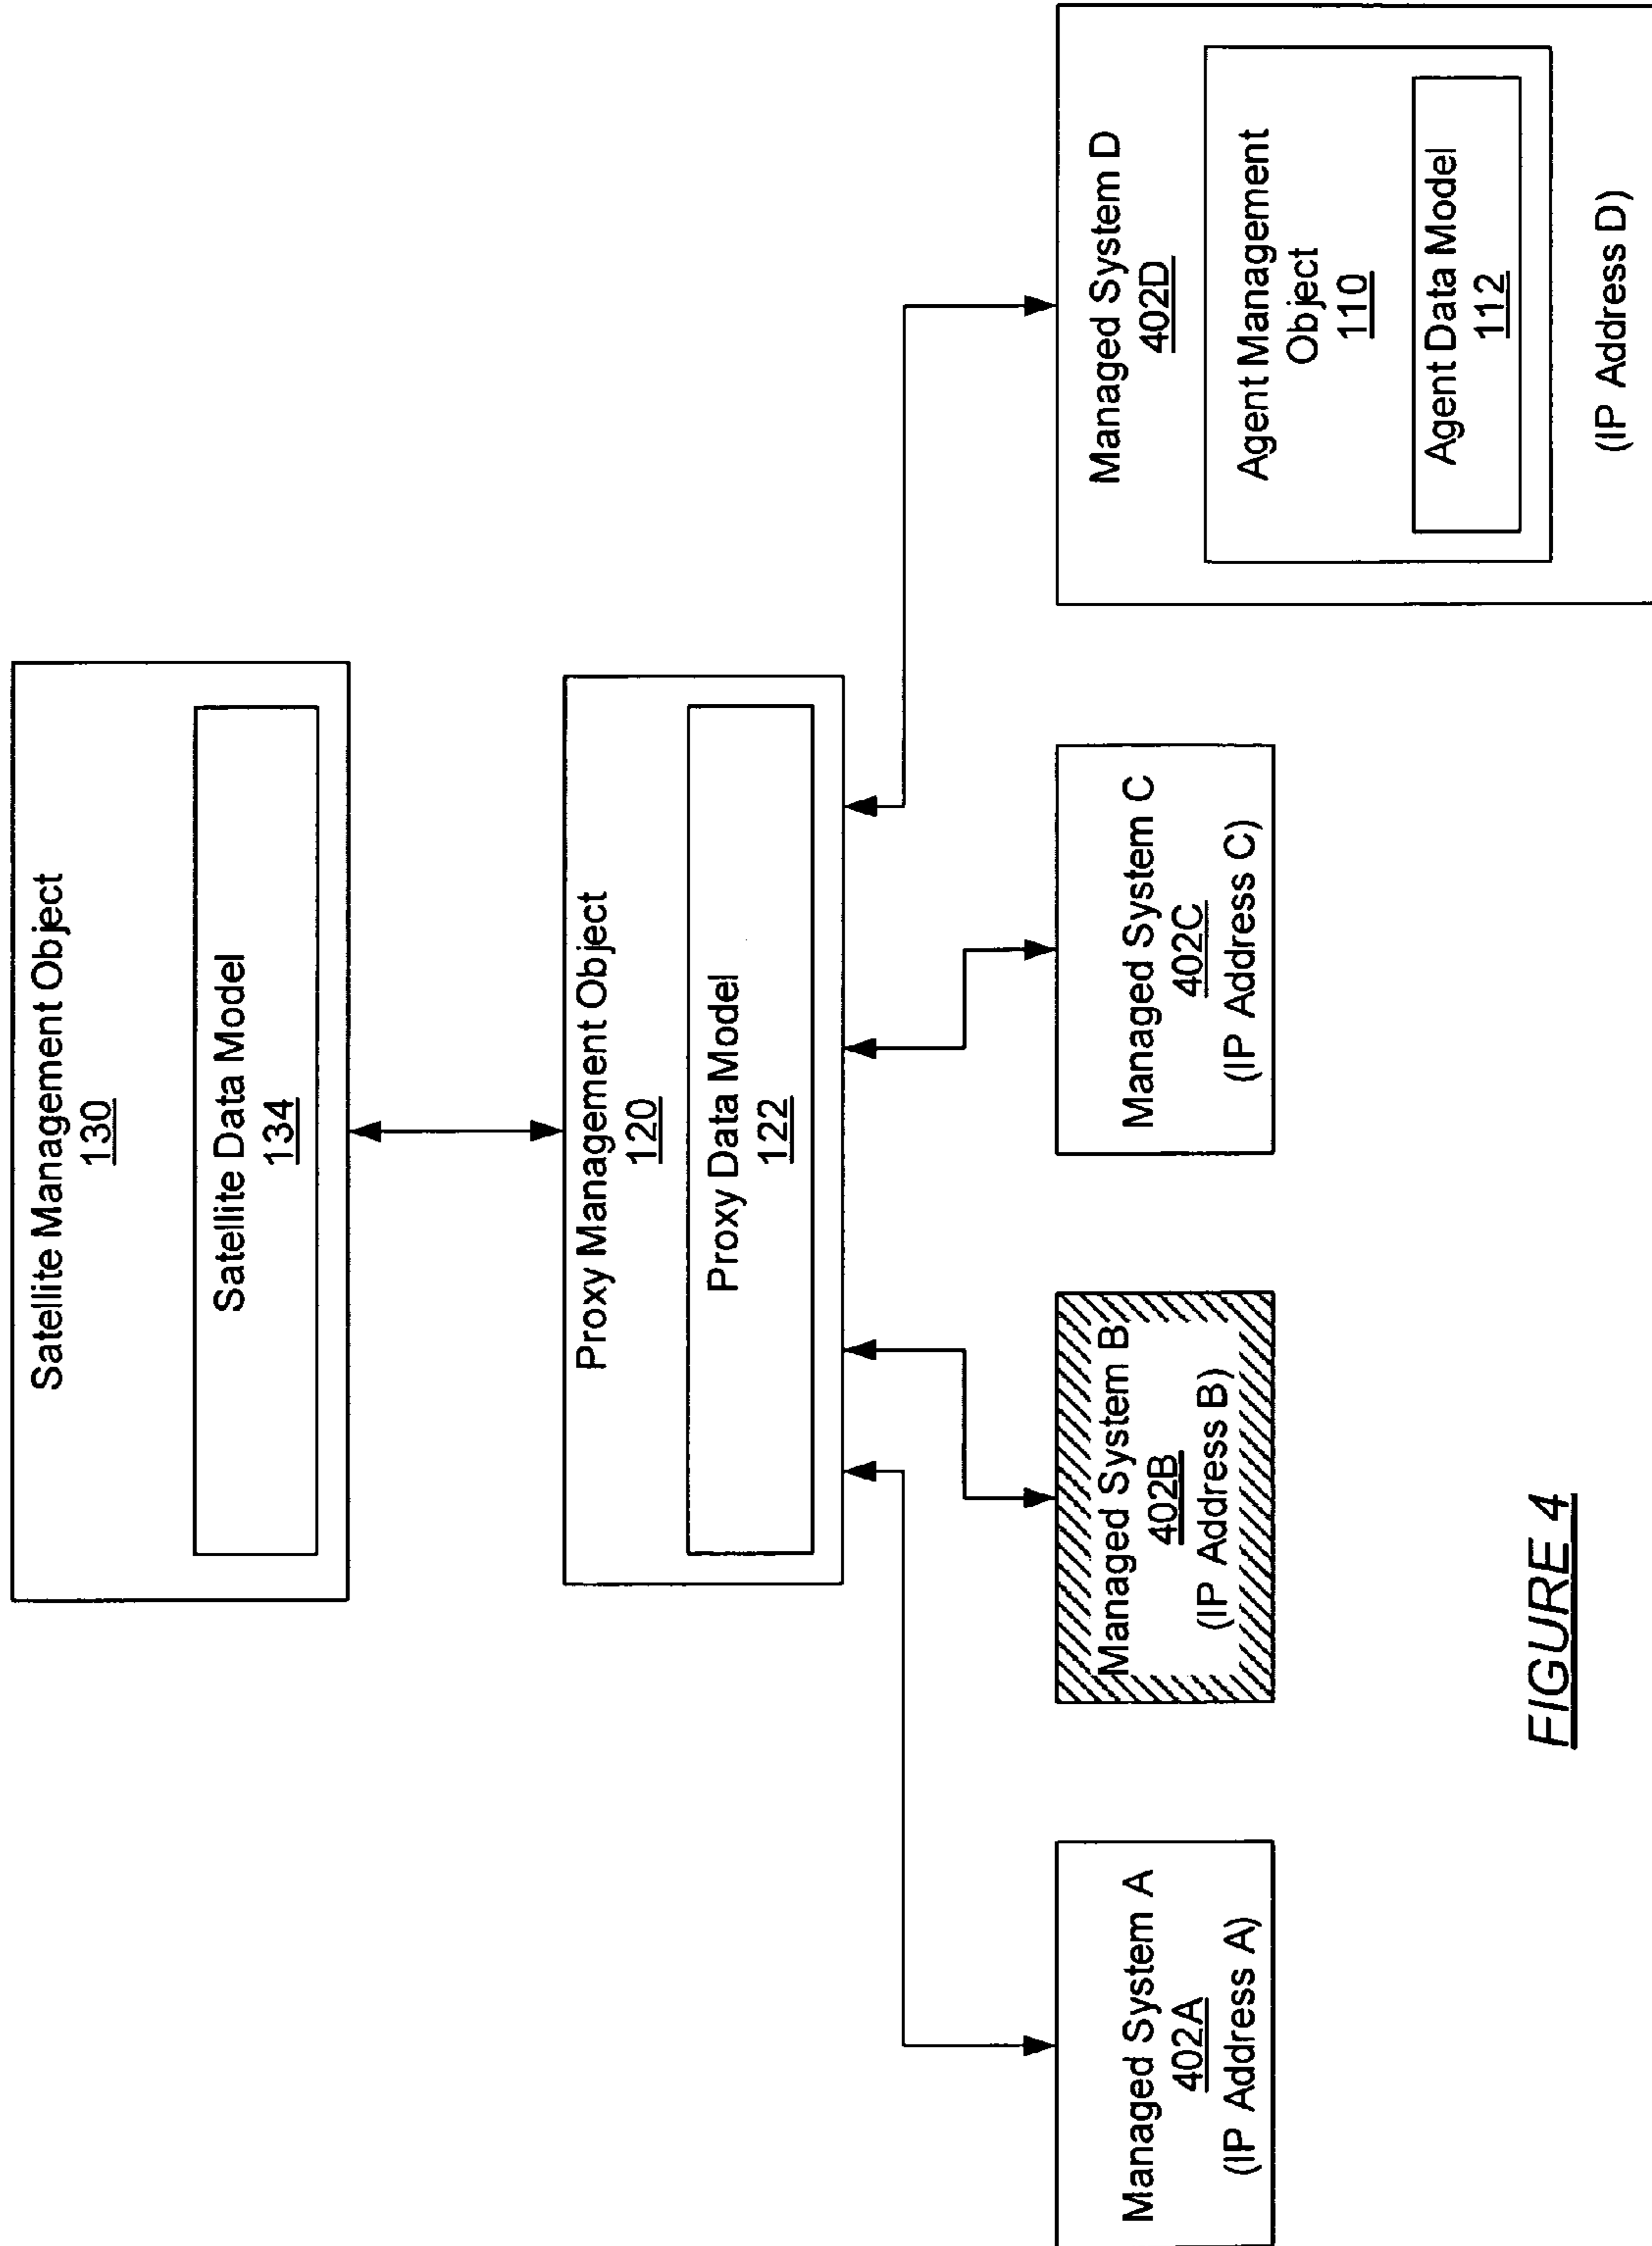 Satellite Management Object
130
Satellite Data Model
134
Proxy Management Object
120
Proxy Data Model
122
Managed System A
402A
(IP Address A)
Managed System B
402B
(IP Address B)
Managed System C
402C
(IP Address C)
Managed System D
402D
Agent Management
Object
110
Agent Data Model
112
(IP Address D)
FIGURE 4